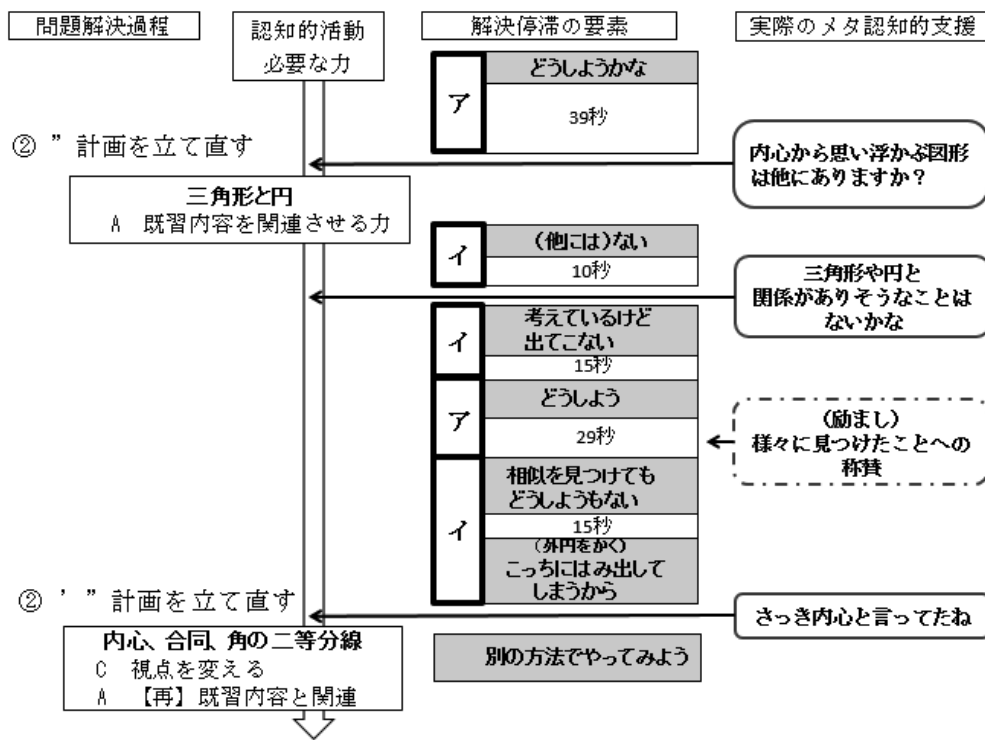 問題解決過程
認知的活動
必要な力
解決停滞の要素
実際のメタ認知的支援
ア
どうしようかな
39秒
② ”計画を立て直す
内心から思い浮かぶ図形
は他にありますか？
三角形と円
A 既習内容を関連させる力
イ
(他には)ない
10秒
三角形や円と
関係がありそうなことは
ないかな
イ
考えているけど
出てこない
15秒
ア
どうしよう
29秒
(励まし)
様々に見つけたことへの
称賛
イ
相似を見つけても
どうしようもない
15秒
(外円をかく)
こっちにはみ出して
しまうから
② ’”計画を立て直す
さっき内心と言ってたね
内心、合同、角の二等分線
C 視点を変える
A 【再】既習内容と関連
別の方法でやってみよう